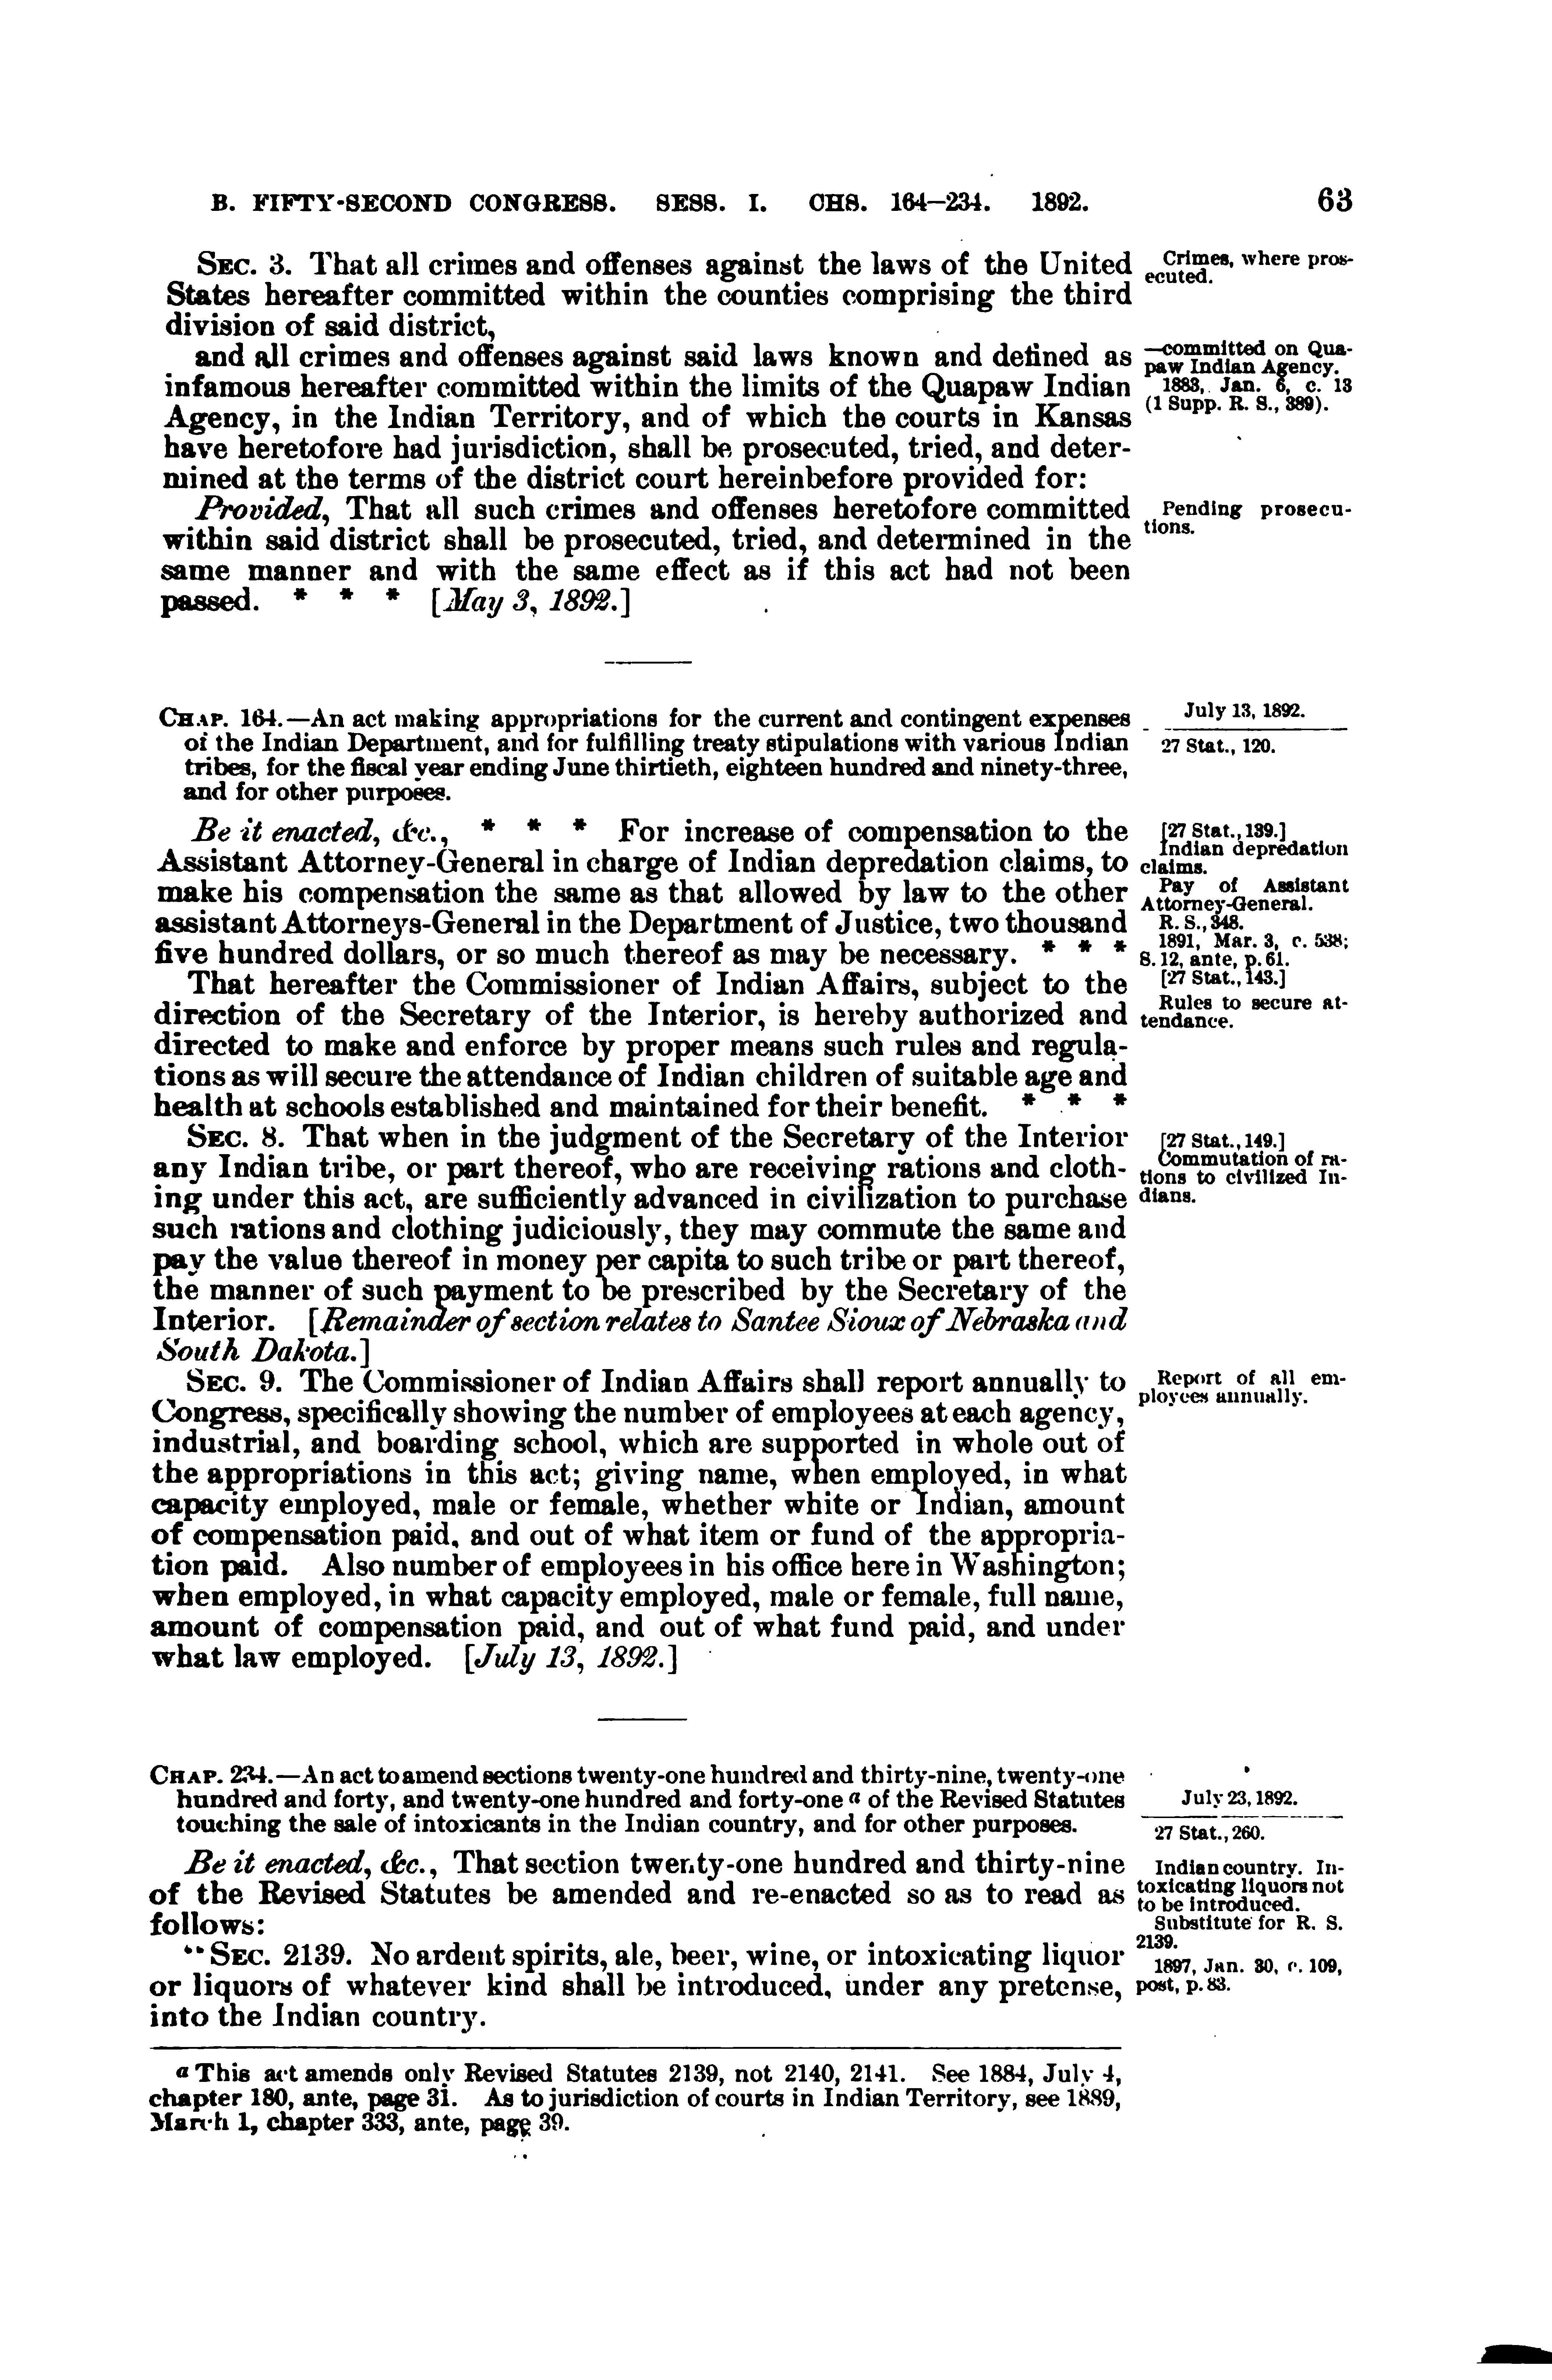 B. FIFTY-SECOND CONGRESS. SESS. I. CHS. 164–234. 1892. 63
SEC. 3. That all crimes and offenses against the laws of the United
States hereafter committed within the counties comprising the third
division of said district,
Crimes, where pros-
ecuted.
and all crimes and offenses against said laws known and defined as
infamous hereafter committed within the limits of the Quapaw Indian
Agency, in the Indian Territory, and of which the courts in Kansas
have heretofore had jurisdiction, shall be prosecuted, tried, and deter-
mined at the terms of the district court hereinbefore provided for:
—committed on Qua-
paw Indian Agency.
1883, Jan. 6, c. 13
(1 Supp. R. S., 389).
Provided, That all such crimes and offenses heretofore committed
within said district shall be prosecuted, tried, and determined in the
same manner and with the same effect as if this act had not been
passed. * * * [May 3, 1892.]
Pending prosecu-
tions.
CHAP. 164.—An act making appropriations for the current and contingent expenses
of the Indian Department, and for fulfilling treaty stipulations with various Indian
tribes, for the fiscal year ending June thirtieth, eighteen hundred and ninety-three,
and for other purposes.
July 13, 1892.
27 Stat., 120.
Be it enacted, &c., * * * For increase of compensation to the
Assistant Attorney-General in charge of Indian depredation claims, to
make his compensation the same as that allowed by law to the other
assistant Attorneys-General in the Department of Justice, two thousand
five hundred dollars, or so much thereof as may be necessary. * * *
[27 Stat., 139.]
Indian depredation
claims.
Pay of Assistant
Attorney-General.
R. S., 348.
1891, Mar. 3, c. 538;
S. 12, ante, p. 61.
That hereafter the Commissioner of Indian Affairs, subject to the
direction of the Secretary of the Interior, is hereby authorized and
directed to make and enforce by proper means such rules and regula-
tions as will secure the attendance of Indian children of suitable age and
health at schools established and maintained for their benefit. * * *
[27 Stat., 143.]
Rules to secure at-
tendance.
SEC. 8. That when in the judgment of the Secretary of the Interior
any Indian tribe, or part thereof, who are receiving rations and cloth-
ing under this act, are sufficiently advanced in civilization to purchase
such rations and clothing judiciously, they may commute the same and
pay the value thereof in money per capita to such tribe or part thereof,
the manner of such payment to be prescribed by the Secretary of the
Interior. [Remainder of section relates to Santee Sioux of Nebraska and
South Dakota.]
[27 Stat., 149.]
Commutation of ra-
tions to civilized In-
dians.
SEC. 9. The Commissioner of Indian Affairs shall report annually to
Congress, specifically showing the number of employees at each agency,
industrial, and boarding school, which are supported in whole out of
the appropriations in this act; giving name, when employed, in what
capacity employed, male or female, whether white or Indian, amount
of compensation paid, and out of what item or fund of the appropria-
tion paid. Also number of employees in his office here in Washington;
when employed, in what capacity employed, male or female, full name,
amount of compensation paid, and out of what fund paid, and under
what law employed. [July 13, 1892.]
Report of all em-
ployees annually.
CHAP. 234.—An act to amend sections twenty-one hundred and thirty-nine, twenty-one
hundred and forty, and twenty-one hundred and forty-one a of the Revised Statutes
touching the sale of intoxicants in the Indian country, and for other purposes.
July 23, 1892.
27 Stat., 260.
Be it enacted, &c., That section twenty-one hundred and thirty-nine
of the Revised Statutes be amended and re-enacted so as to read as
follows:
"SEC. 2139. No ardent spirits, ale, beer, wine, or intoxicating liquor
or liquors of whatever kind shall be introduced, under any pretense,
into the Indian country.
Indian country. In-
toxicating liquors not
to be introduced.
Substitute for R. S.
2139.
1897, Jan. 30, c. 109,
post, p. 83.
a This act amends only Revised Statutes 2139, not 2140, 2141. See 1884, July 4,
chapter 180, ante, page 31. As to jurisdiction of courts in Indian Territory, see 1889,
March 1, chapter 333, ante, page 39.